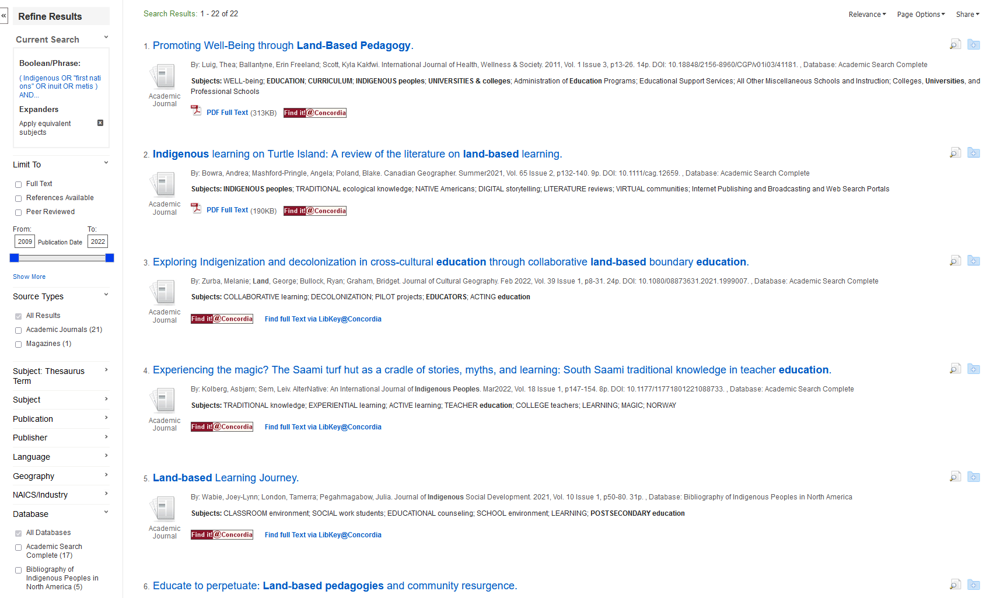 «
Refine Results
Current Search
Boolean/Phrase:
( Indigenous OR "first nati
ons" OR inuit OR metis )
AND...
Expanders
Apply equivalent
subjects
Limit To
Full Text
References Available
Peer Reviewed
From:
To:
2009 Publication Date 2022
Show More
Source Types
All Results
Academic Journals (21)
Magazines (1)
Subject: Thesaurus
Term
Subject
Publication
Publisher
Language
Geography
NAICS/Industry
Database
All Databases
Academic Search
Complete (17)
Bibliography of
Indigenous Peoples in
North America (5)
Search Results: 1 - 22 of 22
Relevance Page Options Share
1. Promoting Well-Being through Land-Based Pedagogy.
By: Luig, Thea; Ballantyne, Erin Freeland; Scott, Kyla Kakfwi. International Journal of Health, Wellness & Society. 2011, Vol. 1 Issue 3, p13-26. 14p. DOI: 10.18848/2156-8960/CGP/v01i03/41181. , Database: Academic Search Complete
Subjects: WELL-being; EDUCATION; CURRICULUM; INDIGENOUS peoples; UNIVERSITIES & colleges; Administration of Education Programs; Educational Support Services; All Other Miscellaneous Schools and Instruction; Colleges, Universities, and
Professional Schools
Academic
Journal
PDF Full Text (313KB) Find it!@Concordia
2. Indigenous learning on Turtle Island: A review of the literature on land-based learning.
By: Bowra, Andrea; Mashford-Pringle, Angela; Poland, Blake. Canadian Geographer. Summer2021, Vol. 65 Issue 2, p132-140. 9p. DOI: 10.1111/cag.12659. , Database: Academic Search Complete
Subjects: INDIGENOUS peoples; TRADITIONAL ecological knowledge; NATIVE Americans; DIGITAL storytelling; LITERATURE reviews; VIRTUAL communities; Internet Publishing and Broadcasting and Web Search Portals
Academic
Journal
PDF Full Text (190KB) Find it!@Concordia
3. Exploring Indigenization and decolonization in cross-cultural education through collaborative land-based boundary education.
By: Zurba, Melanie; Land, George; Bullock, Ryan; Graham, Bridget. Journal of Cultural Geography. Feb 2022, Vol. 39 Issue 1, p8-31. 24p. DOI: 10.1080/08873631.2021.1999007. , Database: Academic Search Complete
Subjects: COLLABORATIVE learning; DECOLONIZATION; PILOT projects; EDUCATORS; ACTING education
Academic
Journal
Find it!@Concordia Find full Text via LibKey@Concordia
4. Experiencing the magic? The Saami turf hut as a cradle of stories, myths, and learning: South Saami traditional knowledge in teacher education.
By: Kolberg, Asbjørn; Sem, Leiv. AlterNative: An International Journal of Indigenous Peoples. Mar2022, Vol. 18 Issue 1, p147-154. 8p. DOI: 10.1177/11771801221088733. , Database: Academic Search Complete
Subjects: TRADITIONAL knowledge; EXPERIENTIAL learning; ACTIVE learning; TEACHER education; COLLEGE teachers; LEARNING; MAGIC; NORWAY
Academic
Journal
Find it!@Concordia Find full Text via LibKey@Concordia
5. Land-based Learning Journey.
By: Wabie, Joey-Lynn; London, Tamerra; Pegahmagabow, Julia. Journal of Indigenous Social Development. 2021, Vol. 10 Issue 1, p50-80. 31p. , Database: Bibliography of Indigenous Peoples in North America
Subjects: CLASSROOM environment; SOCIAL work students; EDUCATIONAL counseling; SCHOOL environment; LEARNING; POSTSECONDARY education
Academic
Journal
Find it!@Concordia Find full Text via LibKey@Concordia
6. Educate to perpetuate: Land-based pedagogies and community resurgence.